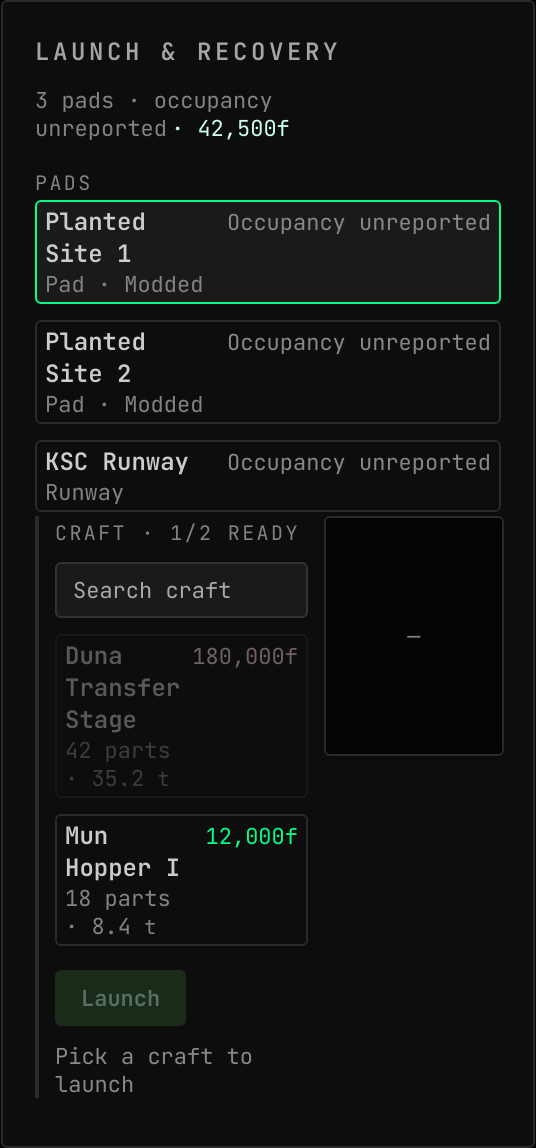 LAUNCH & RECOVERY
3 pads · occupancy
unreported · 42,500f
PADS
Planted Occupancy unreported
Site 1
Pad · Modded
Planted Occupancy unreported
Site 2
Pad · Modded
KSC Runway Occupancy unreported
Runway
CRAFT · 1/2 READY
Search craft
—
Duna 180,000f
Transfer
Stage
42 parts
· 35.2 t
Mun 12,000f
Hopper I
18 parts
· 8.4 t
Launch
Pick a craft to
launch